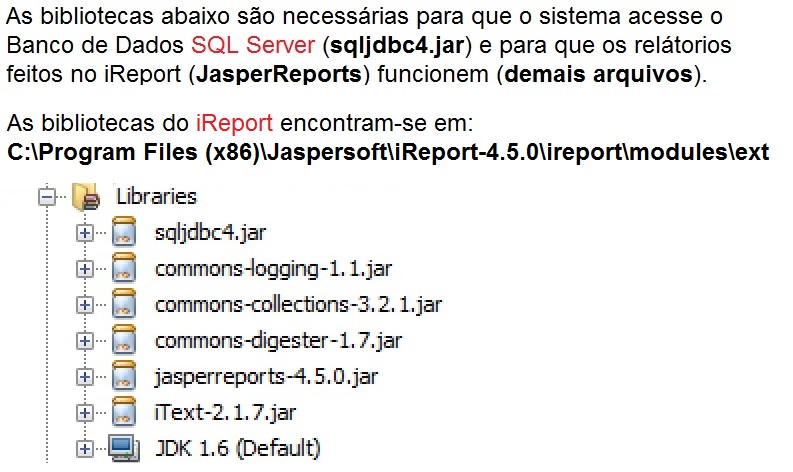 As bibliotecas abaixo são necessárias para que o sistema acesse o
Banco de Dados SQL Server (sqljdbc4.jar) e para que os relátorios
feitos no iReport (JasperReports) funcionem (demais arquivos).
As bibliotecas do iReport encontram-se em:
C:\Program Files (x86)\Jaspersoft\iReport-4.5.0\ireport\modules\ext
Libraries
sqljdbc4.jar
commons-logging-1.1.jar
commons-collections-3.2.1.jar
commons-digester-1.7.jar
jasperreports-4.5.0.jar
iText-2.1.7.jar
JDK 1.6 (Default)